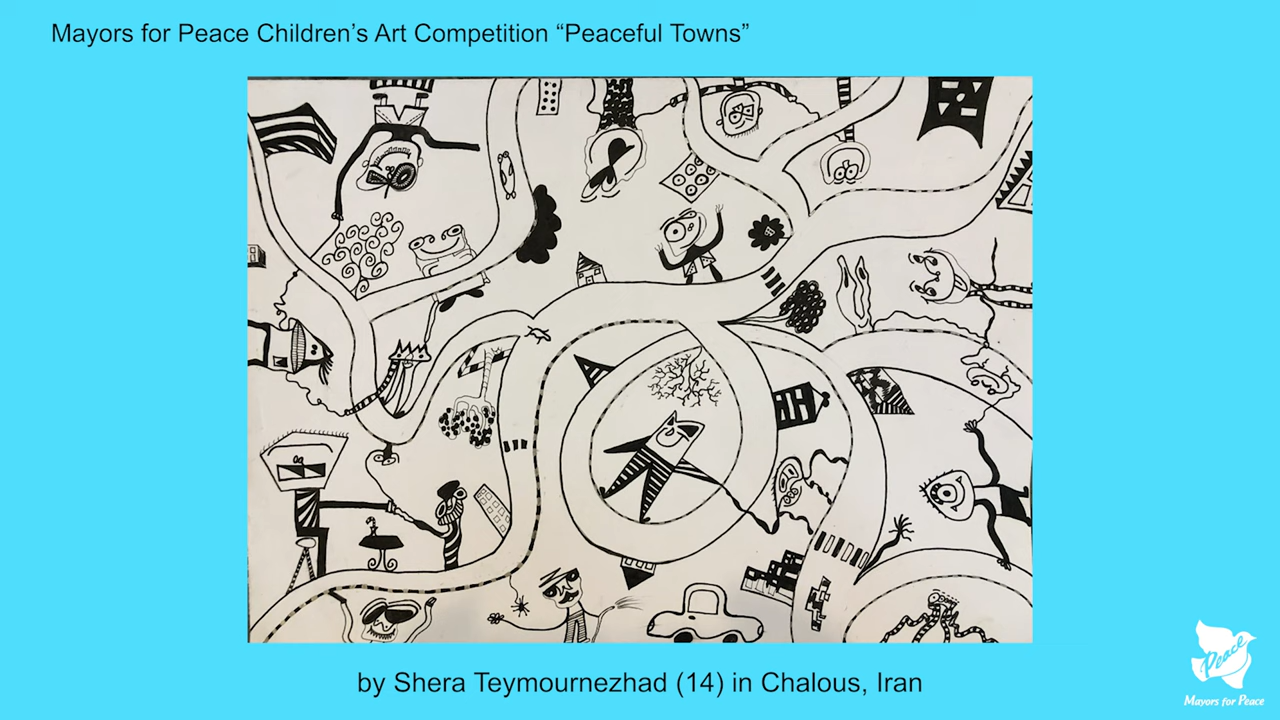 Mayors for Peace Children’s Art Competition “Peaceful Towns”
by Shera Teymournezhad (14) in Chalous, Iran
Peace
Mayors for Peace